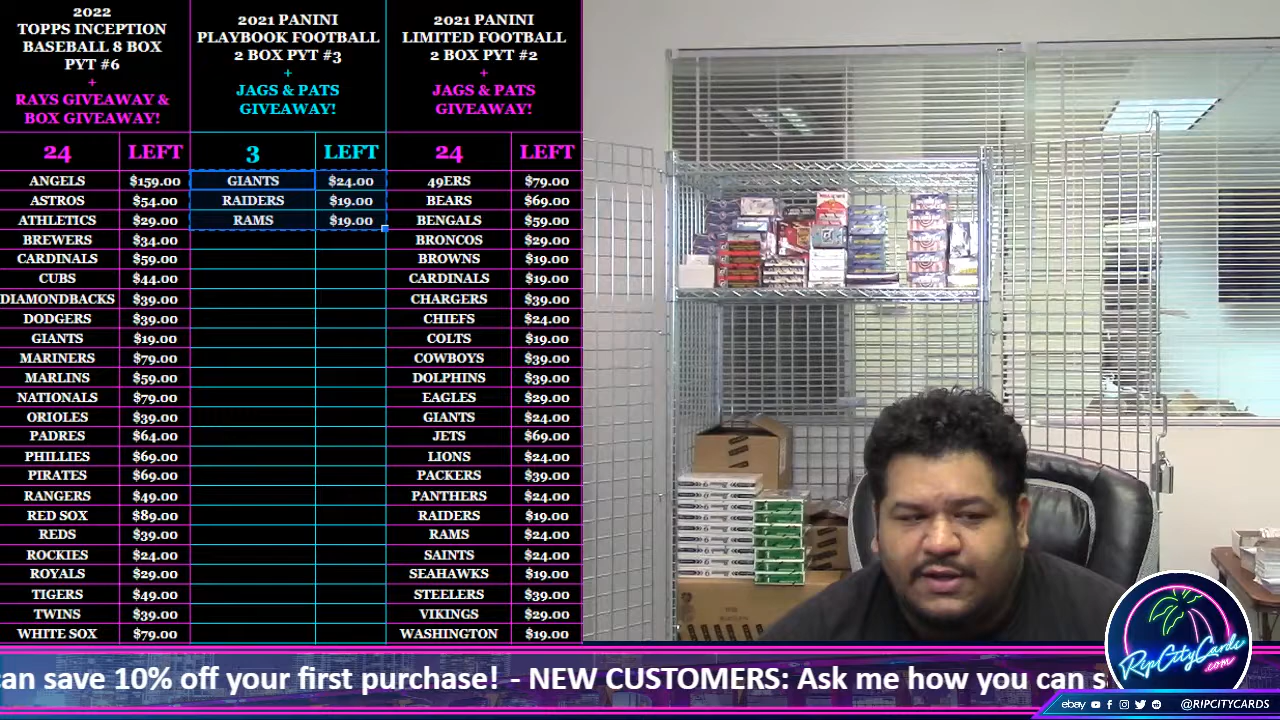 2022
TOPPS INCEPTION
BASEBALL 8 BOX
PYT #6
+
RAYS GIVEAWAY &
BOX GIVEAWAY!
24 LEFT
ANGELS $159.00
ASTROS $54.00
ATHLETICS $29.00
BREWERS $34.00
CARDINALS $59.00
CUBS $44.00
DIAMONDBACKS $39.00
DODGERS $39.00
GIANTS $19.00
MARINERS $79.00
MARLINS $59.00
NATIONALS $79.00
ORIOLES $39.00
PADRES $64.00
PHILLIES $69.00
PIRATES $69.00
RANGERS $49.00
RED SOX $89.00
REDS $39.00
ROCKIES $24.00
ROYALS $29.00
TIGERS $49.00
TWINS $39.00
WHITE SOX $79.00
2021 PANINI
PLAYBOOK FOOTBALL
2 BOX PYT #3
+
JAGS & PATS
GIVEAWAY!
3 LEFT
GIANTS $24.00
RAIDERS $19.00
RAMS $19.00
2021 PANINI
LIMITED FOOTBALL
2 BOX PYT #2
+
JAGS & PATS
GIVEAWAY!
24 LEFT
49ERS $79.00
BEARS $69.00
BENGALS $59.00
BRONCOS $29.00
BROWNS $19.00
CARDINALS $19.00
CHARGERS $39.00
CHIEFS $24.00
COLTS $19.00
COWBOYS $39.00
DOLPHINS $39.00
EAGLES $29.00
GIANTS $24.00
JETS $69.00
LIONS $24.00
PACKERS $39.00
PANTHERS $24.00
RAIDERS $19.00
RAMS $24.00
SAINTS $24.00
SEAHAWKS $19.00
STEELERS $39.00
VIKINGS $29.00
WASHINGTON $19.00
an save 10% off your first purchase! - NEW CUSTOMERS: Ask me how you can s
RipCityCards
.com
ebay @RIPCITYCARDS